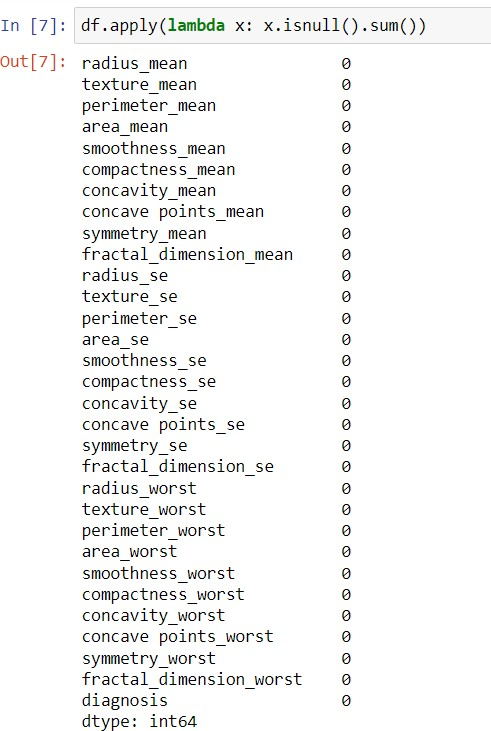 In [7]: df.apply(lambda x: x.isnull().sum())
Out[7]: radius_mean 0
texture_mean 0
perimeter_mean 0
area_mean 0
smoothness_mean 0
compactness_mean 0
concavity_mean 0
concave points_mean 0
symmetry_mean 0
fractal_dimension_mean 0
radius_se 0
texture_se 0
perimeter_se 0
area_se 0
smoothness_se 0
compactness_se 0
concavity_se 0
concave points_se 0
symmetry_se 0
fractal_dimension_se 0
radius_worst 0
texture_worst 0
perimeter_worst 0
area_worst 0
smoothness_worst 0
compactness_worst 0
concavity_worst 0
concave points_worst 0
symmetry_worst 0
fractal_dimension_worst 0
diagnosis 0
dtype: int64